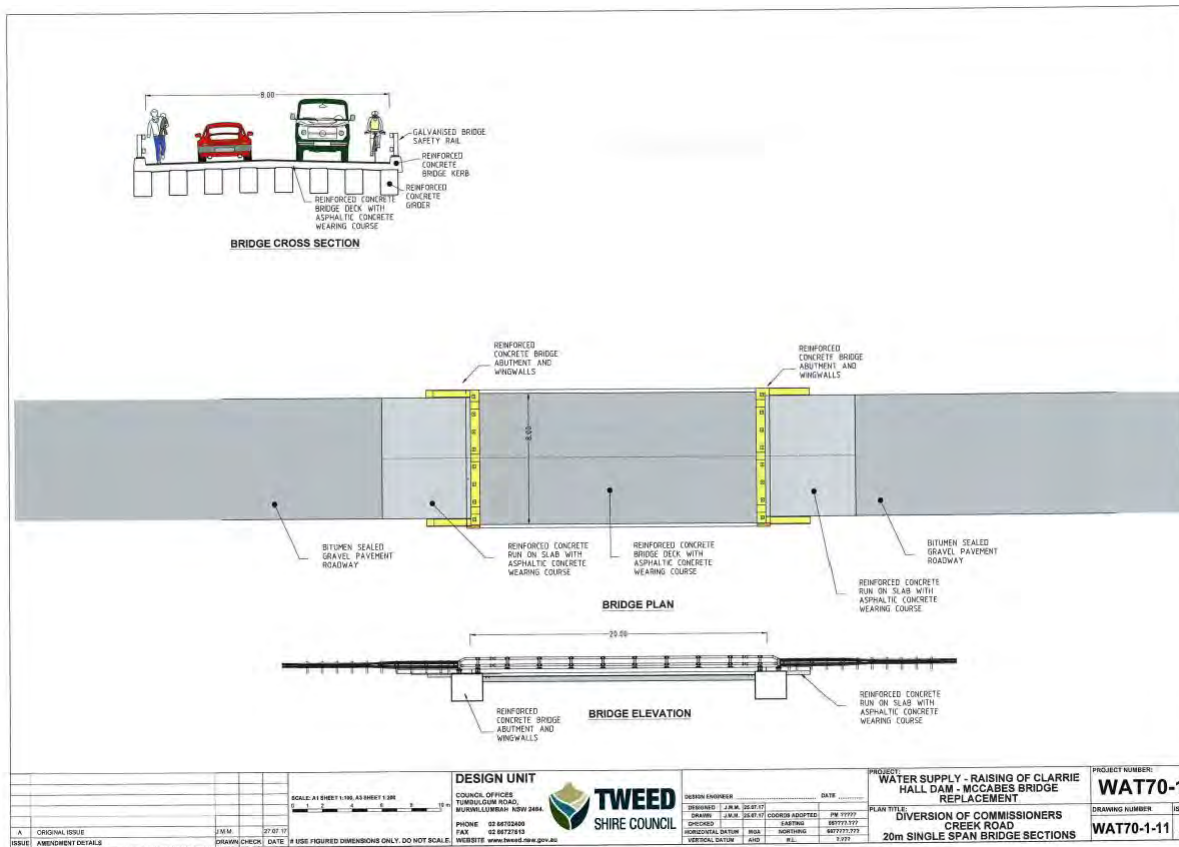 8.00
GALVANISED BRIDGE
SAFETY RAIL
REINFORCED
CONCRETE
BRIDGE KERB
REINFORCED
CONCRETE
GIRDER
REINFORCED CONCRETE
BRIDGE DECK WITH
ASPHALTIC CONCRETE
WEARING COURSE
BRIDGE CROSS SECTION
REINFORCED
CONCRETE BRIDGE
ABUTMENT AND
WINGWALLS
REINFORCED
CONCRETE BRIDGE
ABUTMENT AND
WINGWALLS
8.00
BITUMEN SEALED
GRAVEL PAVEMENT
ROADWAY
REINFORCED CONCRETE
RUN ON SLAB WITH
ASPHALTIC CONCRETE
WEARING COURSE
REINFORCED CONCRETE
BRIDGE DECK WITH
ASPHALTIC CONCRETE
WEARING COURSE
BITUMEN SEALED
GRAVEL PAVEMENT
ROADWAY
REINFORCED CONCRETE
RUN ON SLAB WITH
ASPHALTIC CONCRETE
WEARING COURSE
BRIDGE PLAN
20.00
REINFORCED
CONCRETE BRIDGE
ABUTMENT AND
WINGWALLS
BRIDGE ELEVATION
REINFORCED CONCRETE
RUN ON SLAB WITH
ASPHALTIC CONCRETE
WEARING COURSE
A ORIGINAL ISSUE J.M.M. 27.07.17
ISSUE AMENDMENT DETAILS DRAWN CHECK DATE
SCALE: A1 SHEET 1:100, A3 SHEET 1:200
0 1 2 4 6 8 10 m
# USE FIGURED DIMENSIONS ONLY. DO NOT SCALE.
DESIGN UNIT
COUNCIL OFFICES
TUMBULGUM ROAD,
MURWILLUMBAH NSW 2484.
PHONE 02 66702400
FAX
WEBSITE www.tweed.nsw.gov.au
TWEED
SHIRE COUNCIL
DESIGN ENGINEER DATE
DESIGNED J.M.M. 25.07.17
DRAWN J.M.M. 25.07.17 COORDS ADOPTED PM ?????
CHECKED EASTING
HORIZONTAL DATUM MGA NORTHING
VERTICAL DATUM AHD R.L. ?.???
PROJECT:
WATER SUPPLY - RAISING OF CLARRIE
HALL DAM - MCCABES BRIDGE
REPLACEMENT
PLAN TITLE:
DIVERSION OF COMMISSIONERS
CREEK ROAD
20m SINGLE SPAN BRIDGE SECTIONS
PROJECT NUMBER:
WAT70-1
DRAWING NUMBER
WAT70-1-11